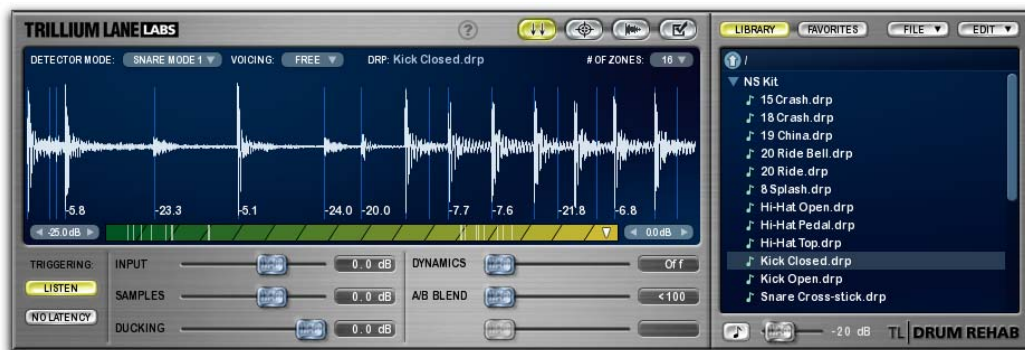 TRILLIUM LANE LABS
?
LIBRARY FAVORITES FILE EDIT
DETECTOR MODE: SNARE MODE 1 VOICING: FREE DRP: Kick Closed.drp # OF ZONES: 16
/
NS Kit
15 Crash.drp
18 Crash.drp
19 China.drp
20 Ride Bell.drp
20 Ride.drp
8 Splash.drp
Hi-Hat Open.drp
Hi-Hat Pedal.drp
Hi-Hat Top.drp
Kick Closed.drp
Kick Open.drp
Snare Cross-stick.drp
-5.8 -23.3 -5.1 -24.0 -20.0 -7.7 -7.6 -21.8 -6.8
-25.0 dB 0.0 dB
TRIGGERING: INPUT 0.0 dB DYNAMICS Off
LISTEN
SAMPLES 0.0 dB A/B BLEND <100
NO LATENCY
DUCKING 0.0 dB
-20 dB TL DRUM REHAB